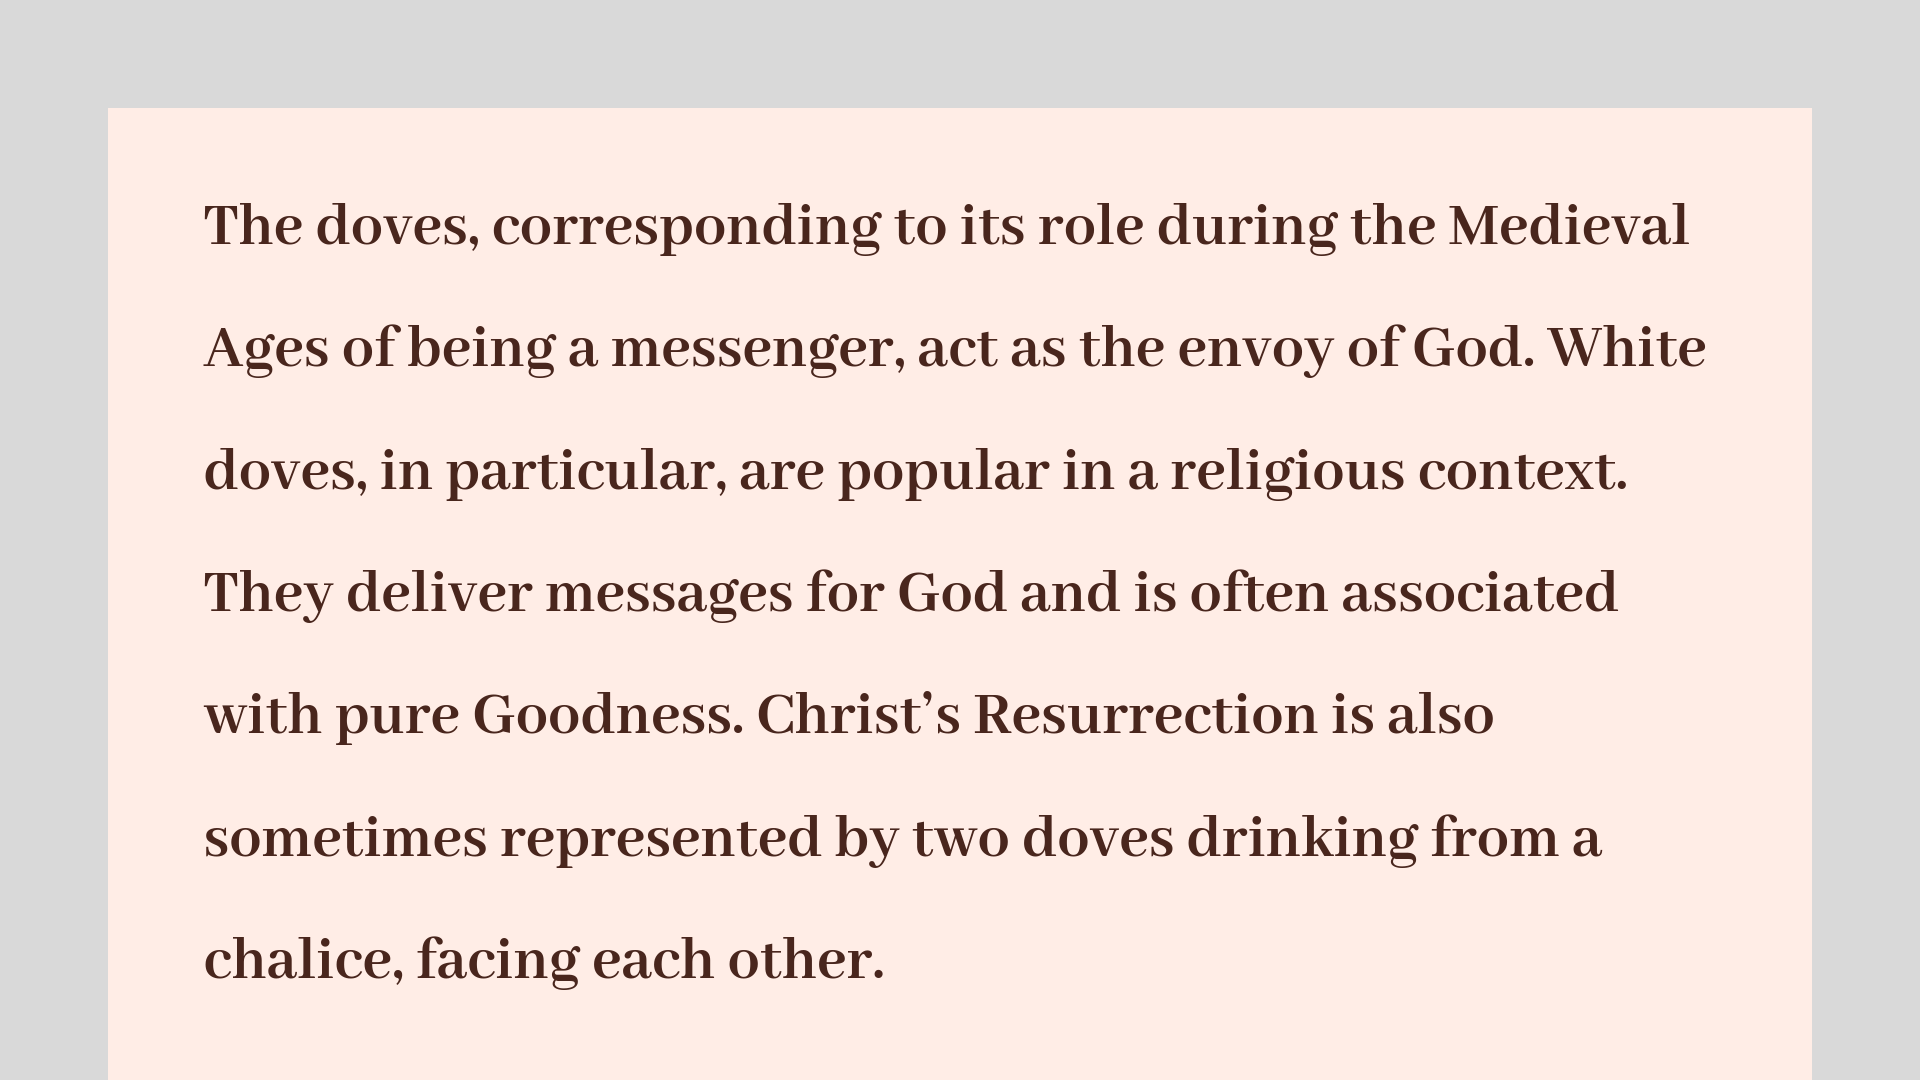 The doves, corresponding to its role during the Medieval
Ages of being a messenger, act as the envoy of God. White
doves, in particular, are popular in a religious context.
They deliver messages for God and is often associated
with pure Goodness. Christ’s Resurrection is also
sometimes represented by two doves drinking from a
chalice, facing each other.